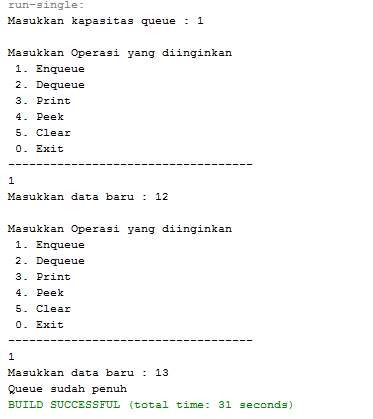 run-single:
Masukkan kapasitas queue : 1
Masukkan Operasi yang diinginkan
1. Enqueue
2. Dequeue
3. Print
4. Peek
5. Clear
0. Exit
-----------------------------------
1
Masukkan data baru : 12
Masukkan Operasi yang diinginkan
1. Enqueue
2. Dequeue
3. Print
4. Peek
5. Clear
0. Exit
-----------------------------------
1
Masukkan data baru : 13
Queue sudah penuh
BUILD SUCCESSFUL (total time: 31 seconds)